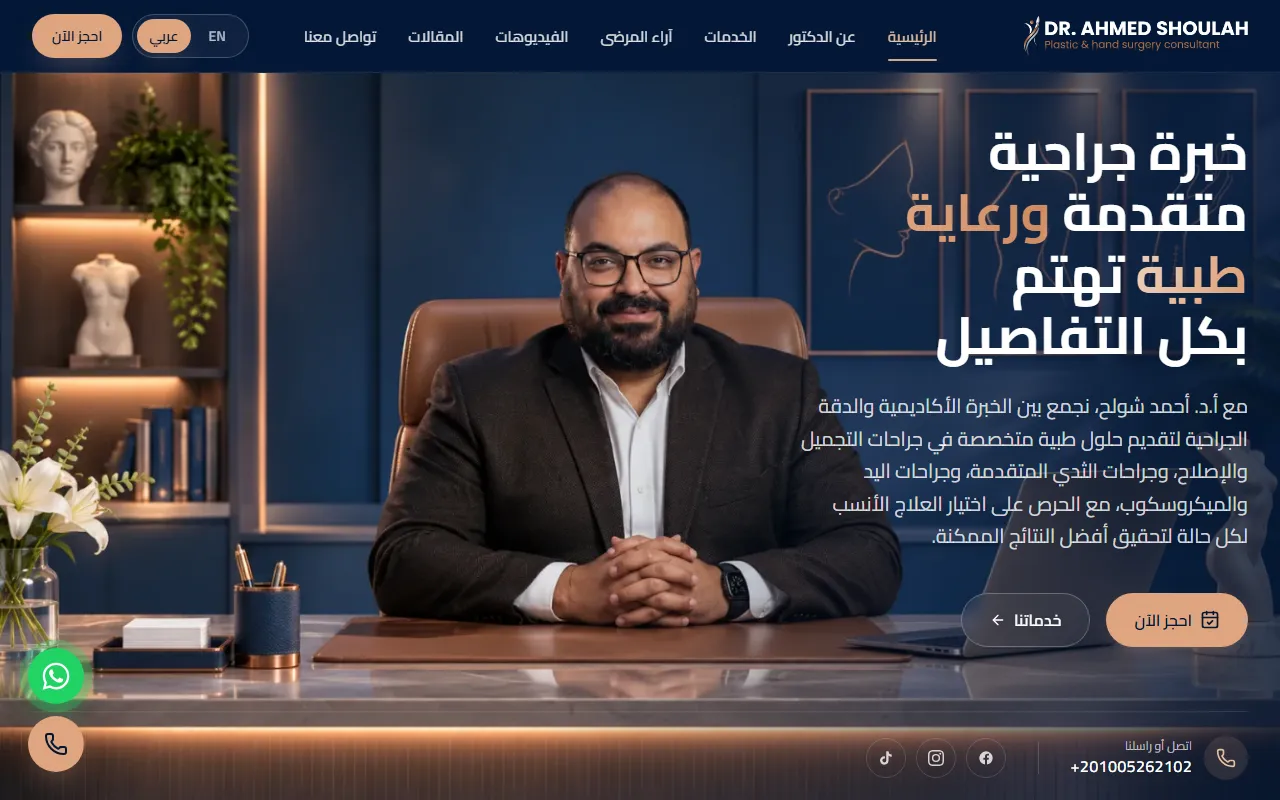 DR. AHMED SHOULAH
Plastic & hand surgery consultant
الرئيسية
عن الدكتور
الخدمات
آراء المرضى
الفيديوهات
المقالات
تواصل معنا
EN
عربي
احجز الآن
خبرة جراحية
متقدمة ورعاية
طبية تهتم
بكل التفاصيل
مع أ.د. أحمد شولح، نجمع بين الخبرة الأكاديمية والدقة
الجراحية لتقديم حلول طبية متخصصة في جراحات التجميل
والإصلاح، وجراحات الثدي المتقدمة، وجراحات اليد
والميكروسكوب، مع الحرص على اختيار العلاج الأنسب
لكل حالة لتحقيق أفضل النتائج الممكنة.
احجز الآن
خدماتنا
اتصل أو راسلنا
+201005262102